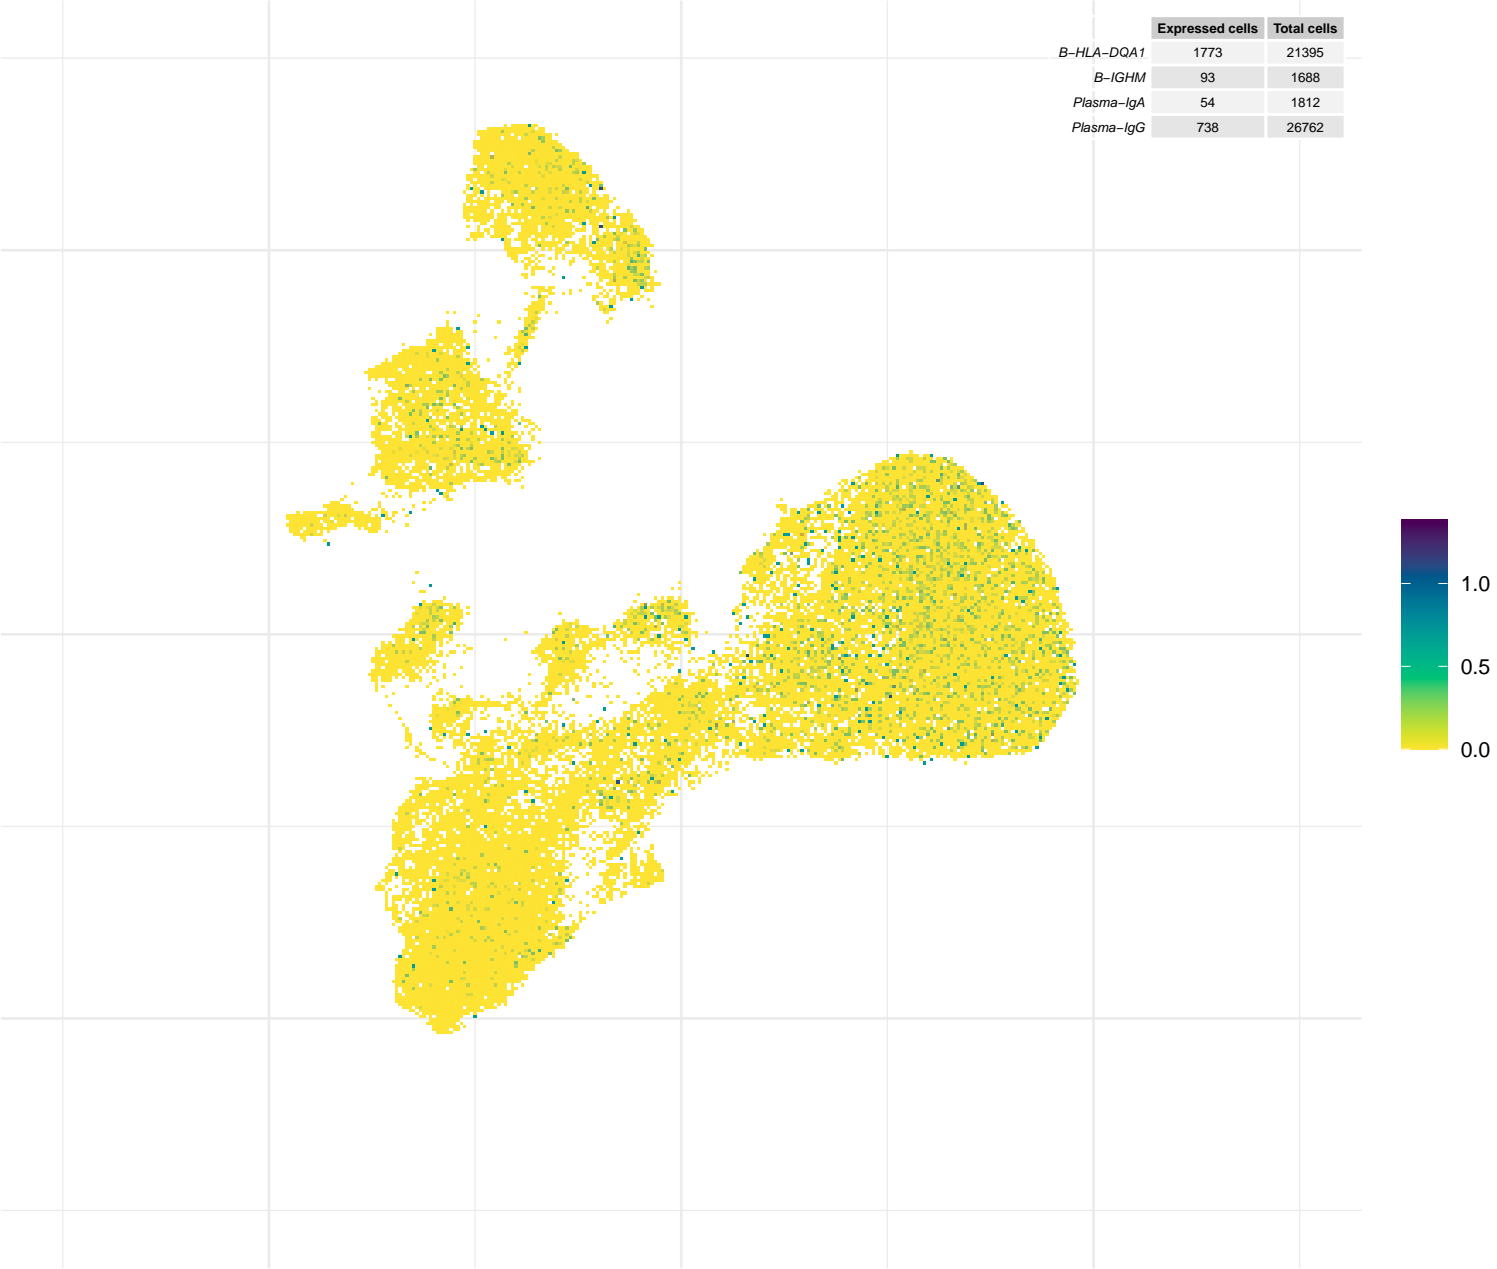 Expressed cells Total cells
B−HLA−DQA1 1773 21395
B−IGHM 93 1688
Plasma−IgA 54 1812
Plasma−IgG 738 26762
1.0
0.5
0.0